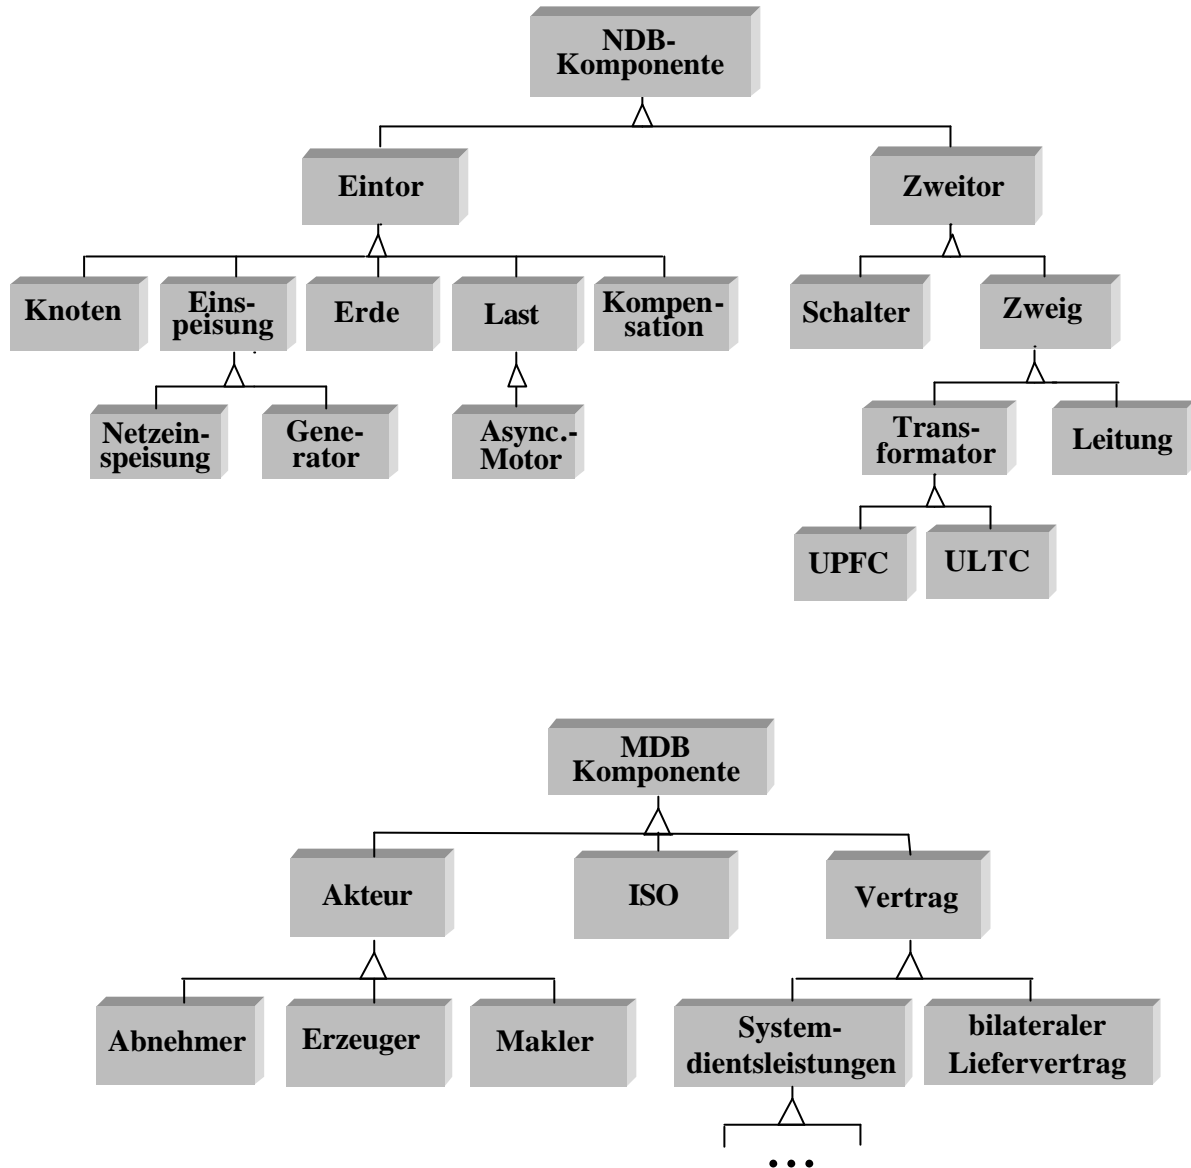 NDB-
Komponente
Eintor
Zweitor
Knoten
Eins-
peisung
Erde
Last
Kompen-
sation
Schalter
Zweig
Netzein-
speisung
Gene-
rator
Async.-
Motor
Trans-
formator
Leitung
UPFC
ULTC
MDB
Komponente
Akteur
ISO
Vertrag
Abnehmer
Erzeuger
Makler
System-
dientsleistungen
bilateraler
Liefervertrag
• • •